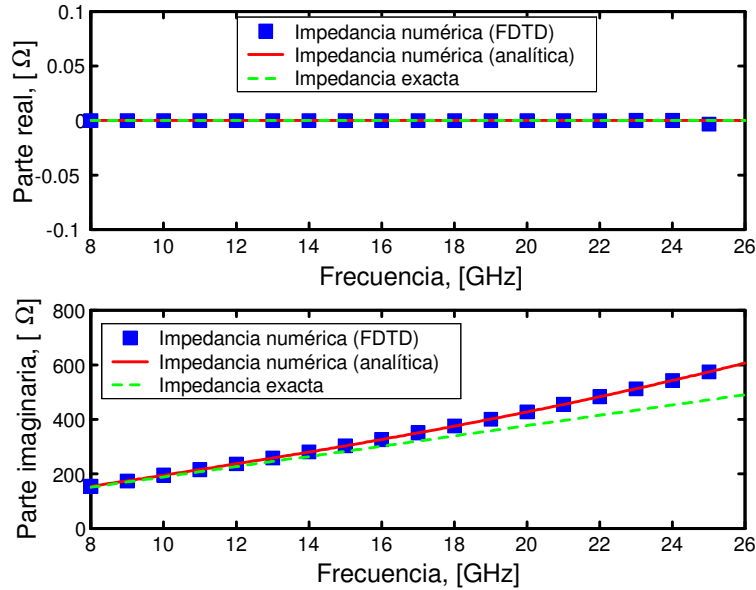 Impedancia numérica (FDTD)
Impedancia numérica (analítica)
Impedancia exacta
Parte real, [ Ω]
0.1
0.05
0
-0.05
-0.1
8 10 12 14 16 18 20 22 24 26
Frecuencia, [GHz]
Impedancia numérica (FDTD)
Impedancia numérica (analítica)
Impedancia exacta
Parte imaginaria, [ Ω]
800
600
400
200
0
8 10 12 14 16 18 20 22 24 26
Frecuencia, [GHz]